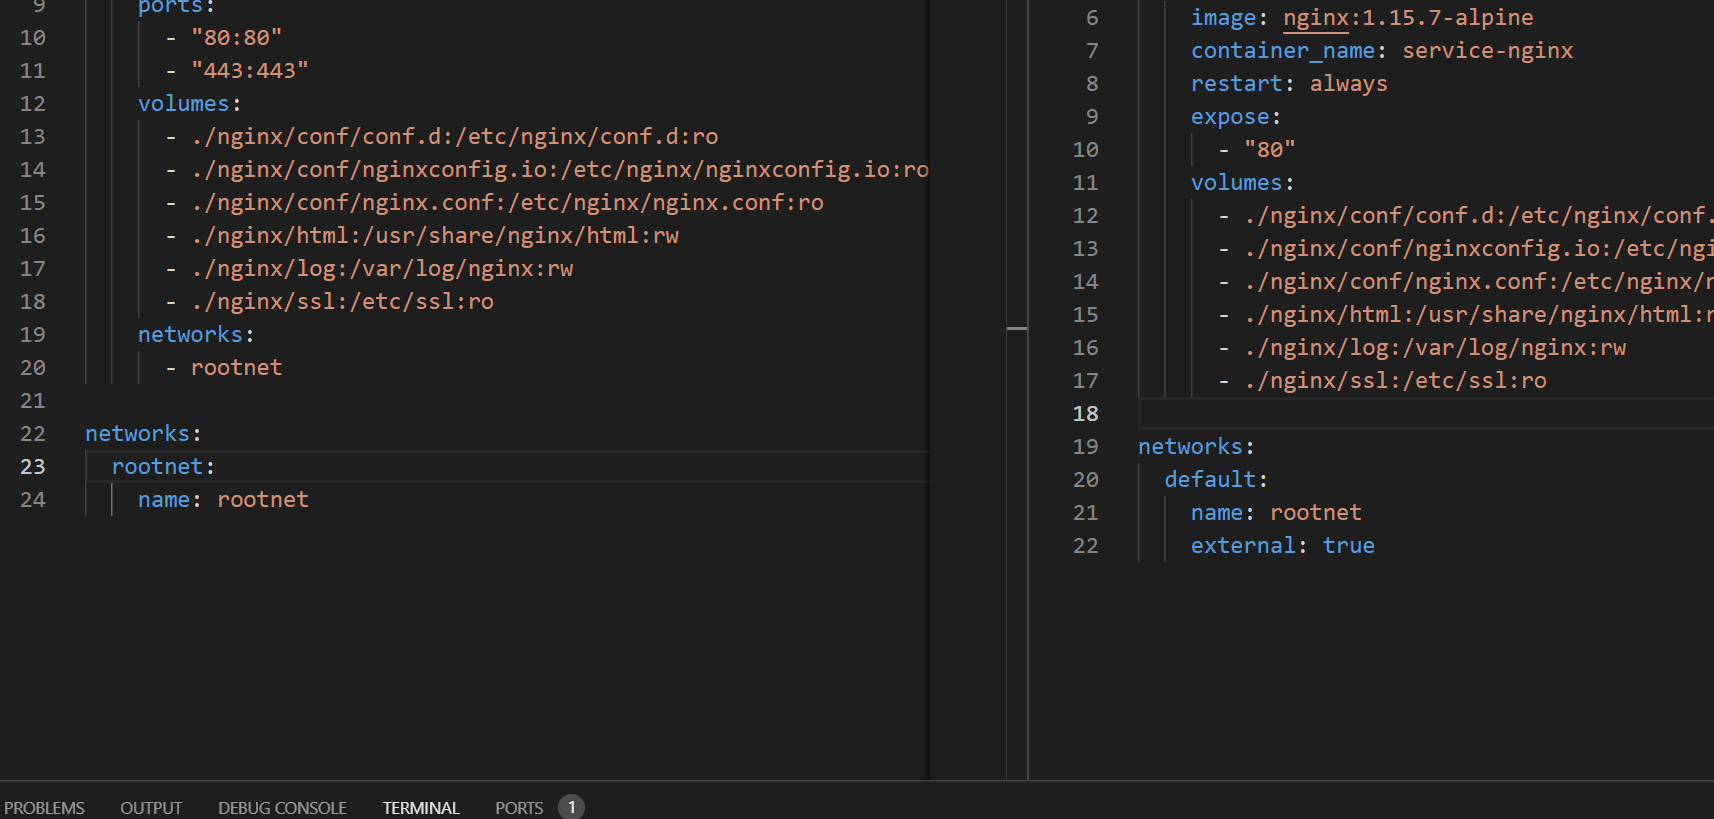 9 ports:
10 - "80:80"
11 - "443:443"
12 volumes:
13 - ./nginx/conf/conf.d:/etc/nginx/conf.d:ro
14 - ./nginx/conf/nginxconfig.io:/etc/nginx/nginxconfig.io:ro
15 - ./nginx/conf/nginx.conf:/etc/nginx/nginx.conf:ro
16 - ./nginx/html:/usr/share/nginx/html:rw
17 - ./nginx/log:/var/log/nginx:rw
18 - ./nginx/ssl:/etc/ssl:ro
19 networks:
20 - rootnet
21
22 networks:
23 rootnet:
24 name: rootnet
6 image: nginx:1.15.7-alpine
7 container_name: service-nginx
8 restart: always
9 expose:
10 - "80"
11 volumes:
12 - ./nginx/conf/conf.d:/etc/nginx/conf.
13 - ./nginx/conf/nginxconfig.io:/etc/ngi
14 - ./nginx/conf/nginx.conf:/etc/nginx/n
15 - ./nginx/html:/usr/share/nginx/html:r
16 - ./nginx/log:/var/log/nginx:rw
17 - ./nginx/ssl:/etc/ssl:ro
18
19 networks:
20 default:
21 name: rootnet
22 external: true
PROBLEMS OUTPUT DEBUG CONSOLE TERMINAL PORTS 1